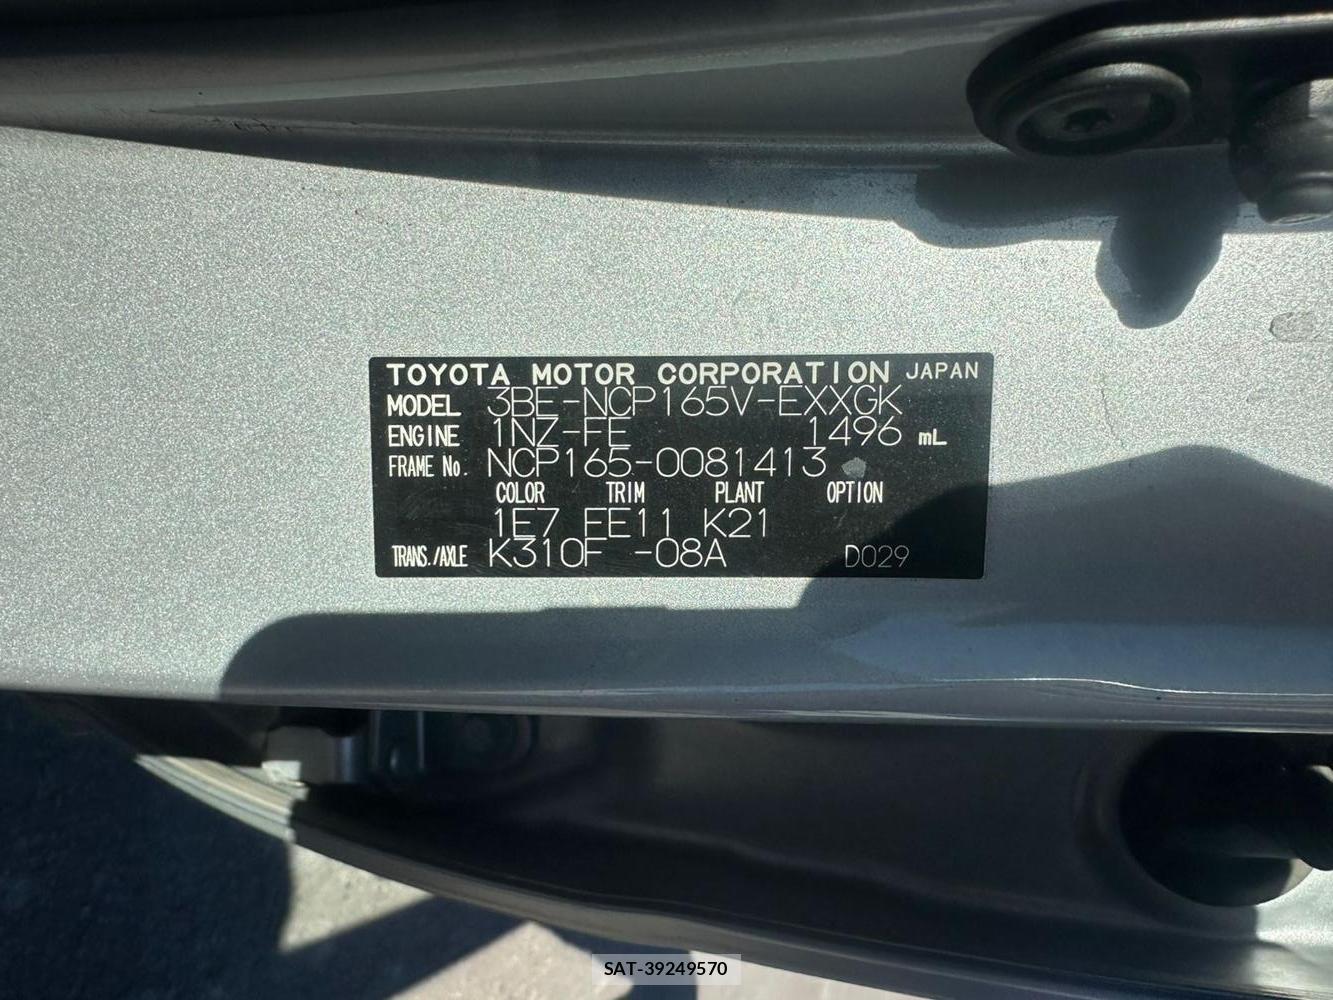 TOYOTA MOTOR CORPORATION JAPAN
MODEL 3BE-NCP165V-EXXGK
ENGINE 1NZ-FE 1496 mL
FRAME No. NCP165-0081413
COLOR TRIM PLANT OPTION
1E7 FE11 K21
TRANS./AXLE K310F -08A D029
SAT-39249570